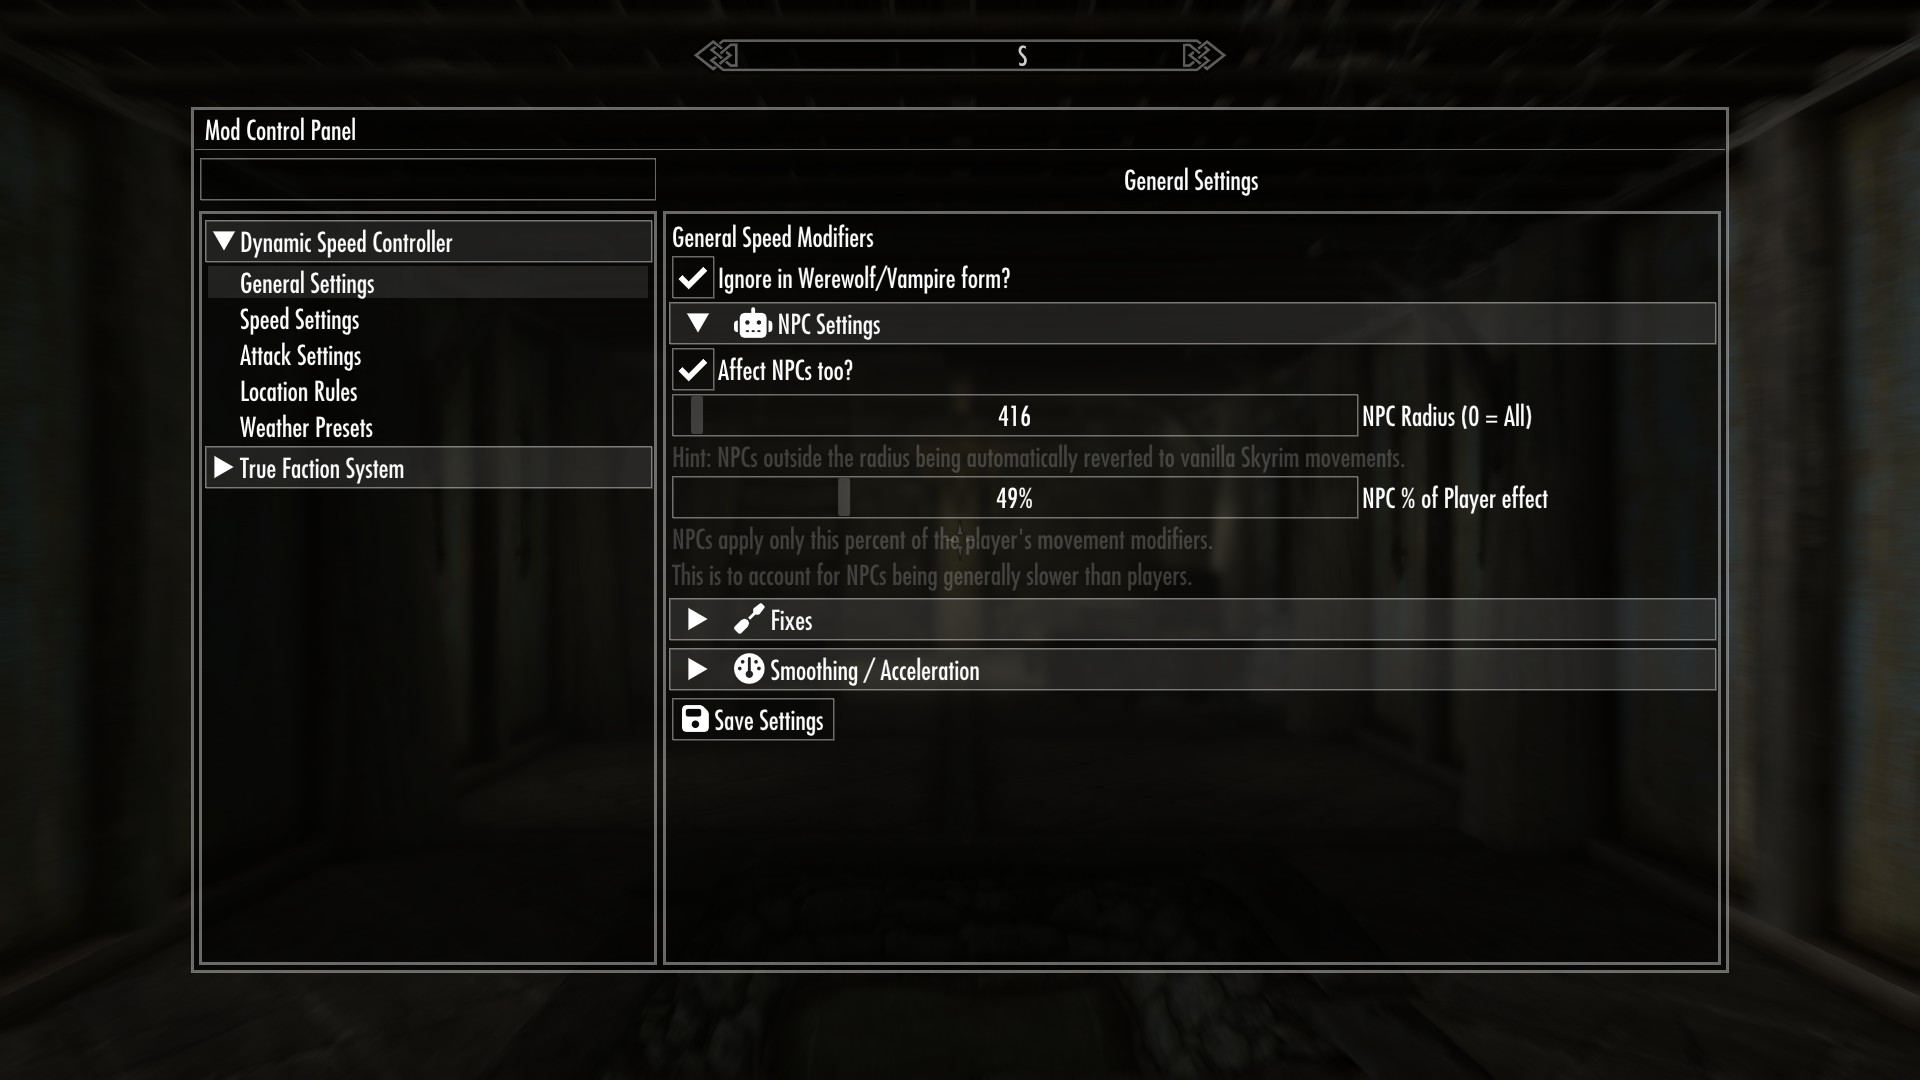 S
Mod Control Panel
General Settings
Dynamic Speed Controller
General Settings
Speed Settings
Attack Settings
Location Rules
Weather Presets
True Faction System
General Speed Modifiers
Ignore in Werewolf/Vampire form?
NPC Settings
Affect NPCs too?
416 NPC Radius (0 = All)
Hint: NPCs outside the radius being automatically reverted to vanilla Skyrim movements.
49% NPC % of Player effect
NPCs apply only this percent of the player's movement modifiers.
This is to account for NPCs being generally slower than players.
Fixes
Smoothing / Acceleration
Save Settings